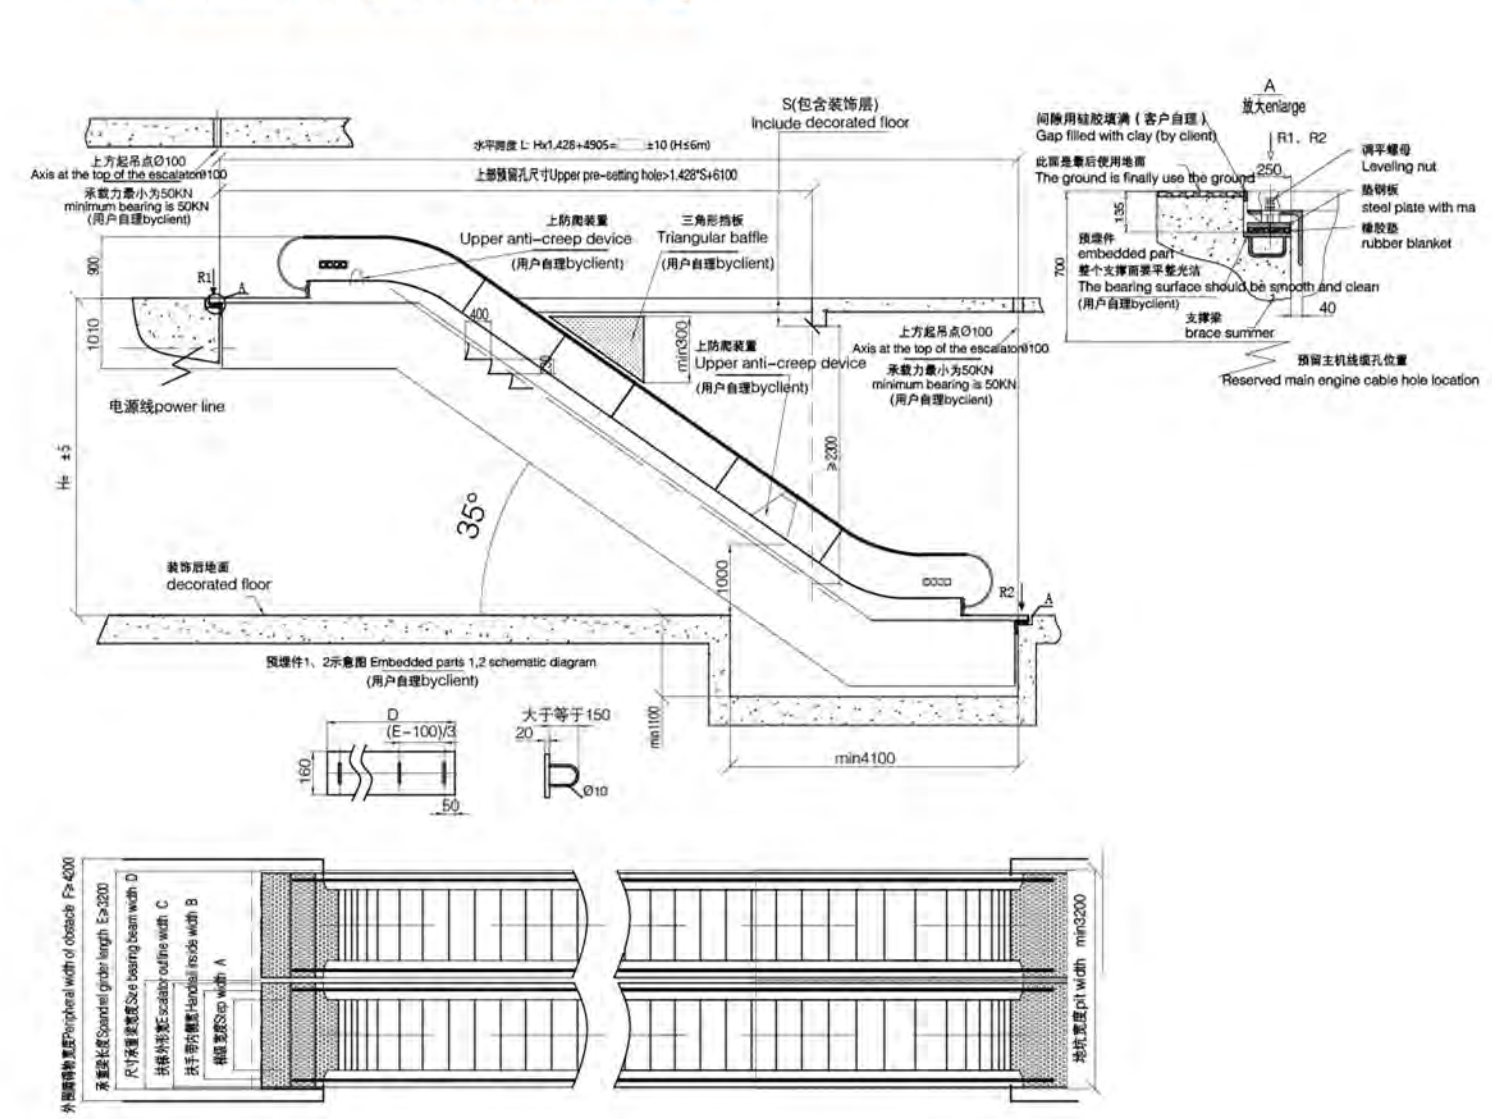 S(包含装饰层)
Include decorated floor
水平跨度 L: Hx1.428+4905= ±10 (H≤6m)
上部预留孔尺寸Upper pre-setting hole>1.428*S+6100
上方起吊点Ø100
Axis at the top of the escalatorø100
承载力最小为50KN
minimum bearing is 50KN
(用户自理byclient)
上防爬装置
Upper anti-creep device
(用户自理byclient)
三角形挡板
Triangular baffle
(用户自理byclient)
900
R1
A
1010
400
min300
上防爬装置
Upper anti-creep device
(用户自理byclient)
上方起吊点Ø100
Axis at the top of the escalatorø100
承载力最小为50KN
minimum bearing is 50KN
(用户自理byclient)
电源线power line
H= ±5
≥2300
35°
1000
装饰后地面
decorated floor
R2
A
预埋件1、2示意图 Embedded parts 1,2 schematic diagram
(用户自理byclient)
min1100
min4100
D
(E-100)/3
160
50
大于等于150
20
Ø10
A
放大enlarge
间隙用硅胶填满(客户自理)
Gap filled with clay (by client)
R1、R2
此面是最后使用地面
The ground is finally use the ground
250
调平螺母
Leveling nut
垫钢板
steel plate with ma
橡胶垫
rubber blanket
135
700
预埋件
embedded part
整个支撑面要平整光洁
The bearing surface should be smooth and clean
(用户自理byclient)
40
支撑梁
brace summer
预留主机线缆孔位置
Reserved main engine cable hole location
外围障碍物宽度Peripheral width of obstacle F≥4200
承重梁长度Spandrel girder length E≥3200
尺寸承重梁宽度Size bearing beam width D
扶梯外形宽Escalator outline width C
扶手带内侧宽Handrail inside width B
梯级宽度Step width A
地坑宽度pit width min3200